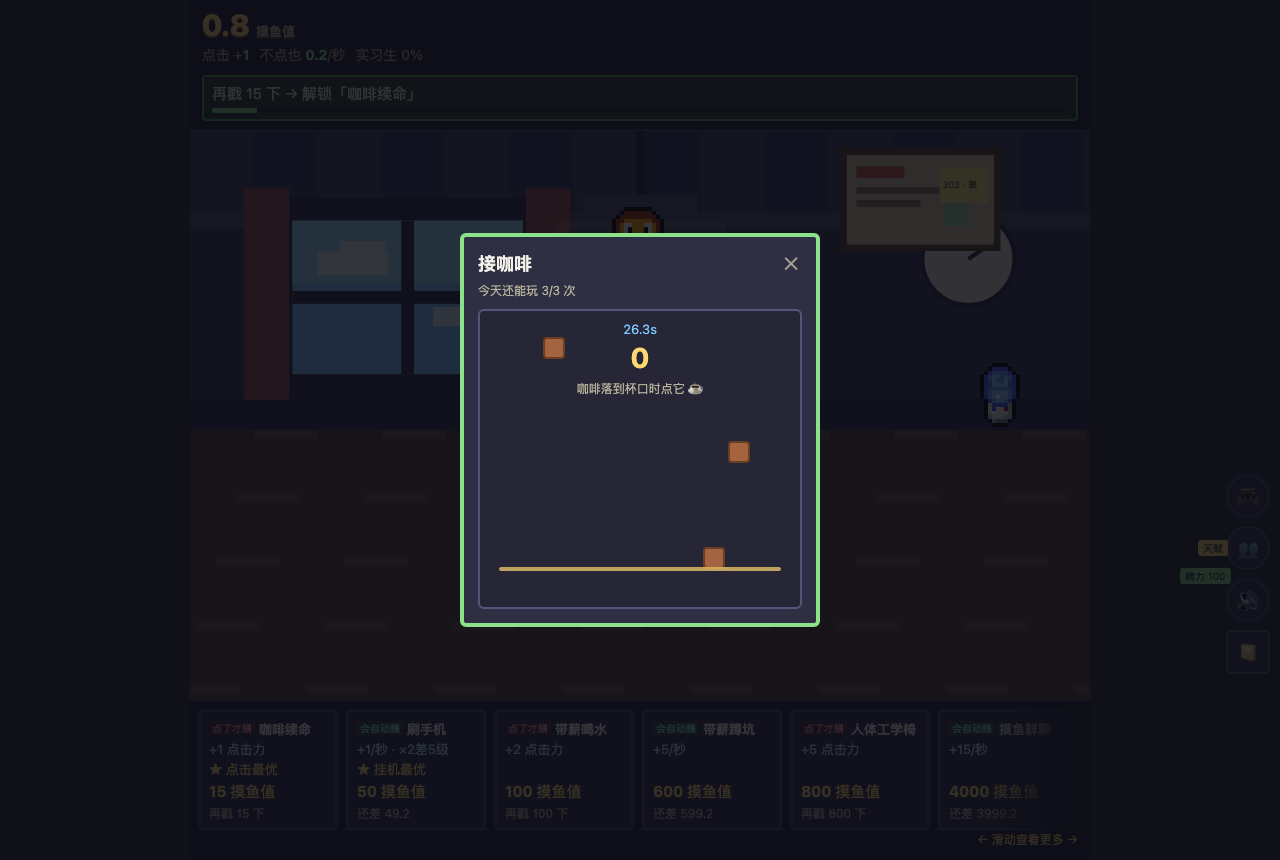 0.8 摸鱼值
点击 +1 不点也 0.2/秒 实习生 0%
再戳 15 下 → 解锁「咖啡续命」
302 · 第
接咖啡
今天还能玩 3/3 次
26.3s
0
咖啡落到杯口时点它 ☕
天赋
精力 100
点了才赚 咖啡续命
+1 点击力
★ 点击最优
15 摸鱼值
再戳 15 下
会自动赚 刷手机
+1/秒 · ×2差5级
★ 挂机最优
50 摸鱼值
还差 49.2
点了才赚 带薪喝水
+2 点击力
100 摸鱼值
再戳 100 下
会自动赚 带薪蹲坑
+5/秒
600 摸鱼值
还差 599.2
点了才赚 人体工学椅
+5 点击力
800 摸鱼值
再戳 800 下
会自动赚 摸鱼群聊
+15/秒
4000 摸鱼值
还差 3999.2
← 滑动查看更多 →